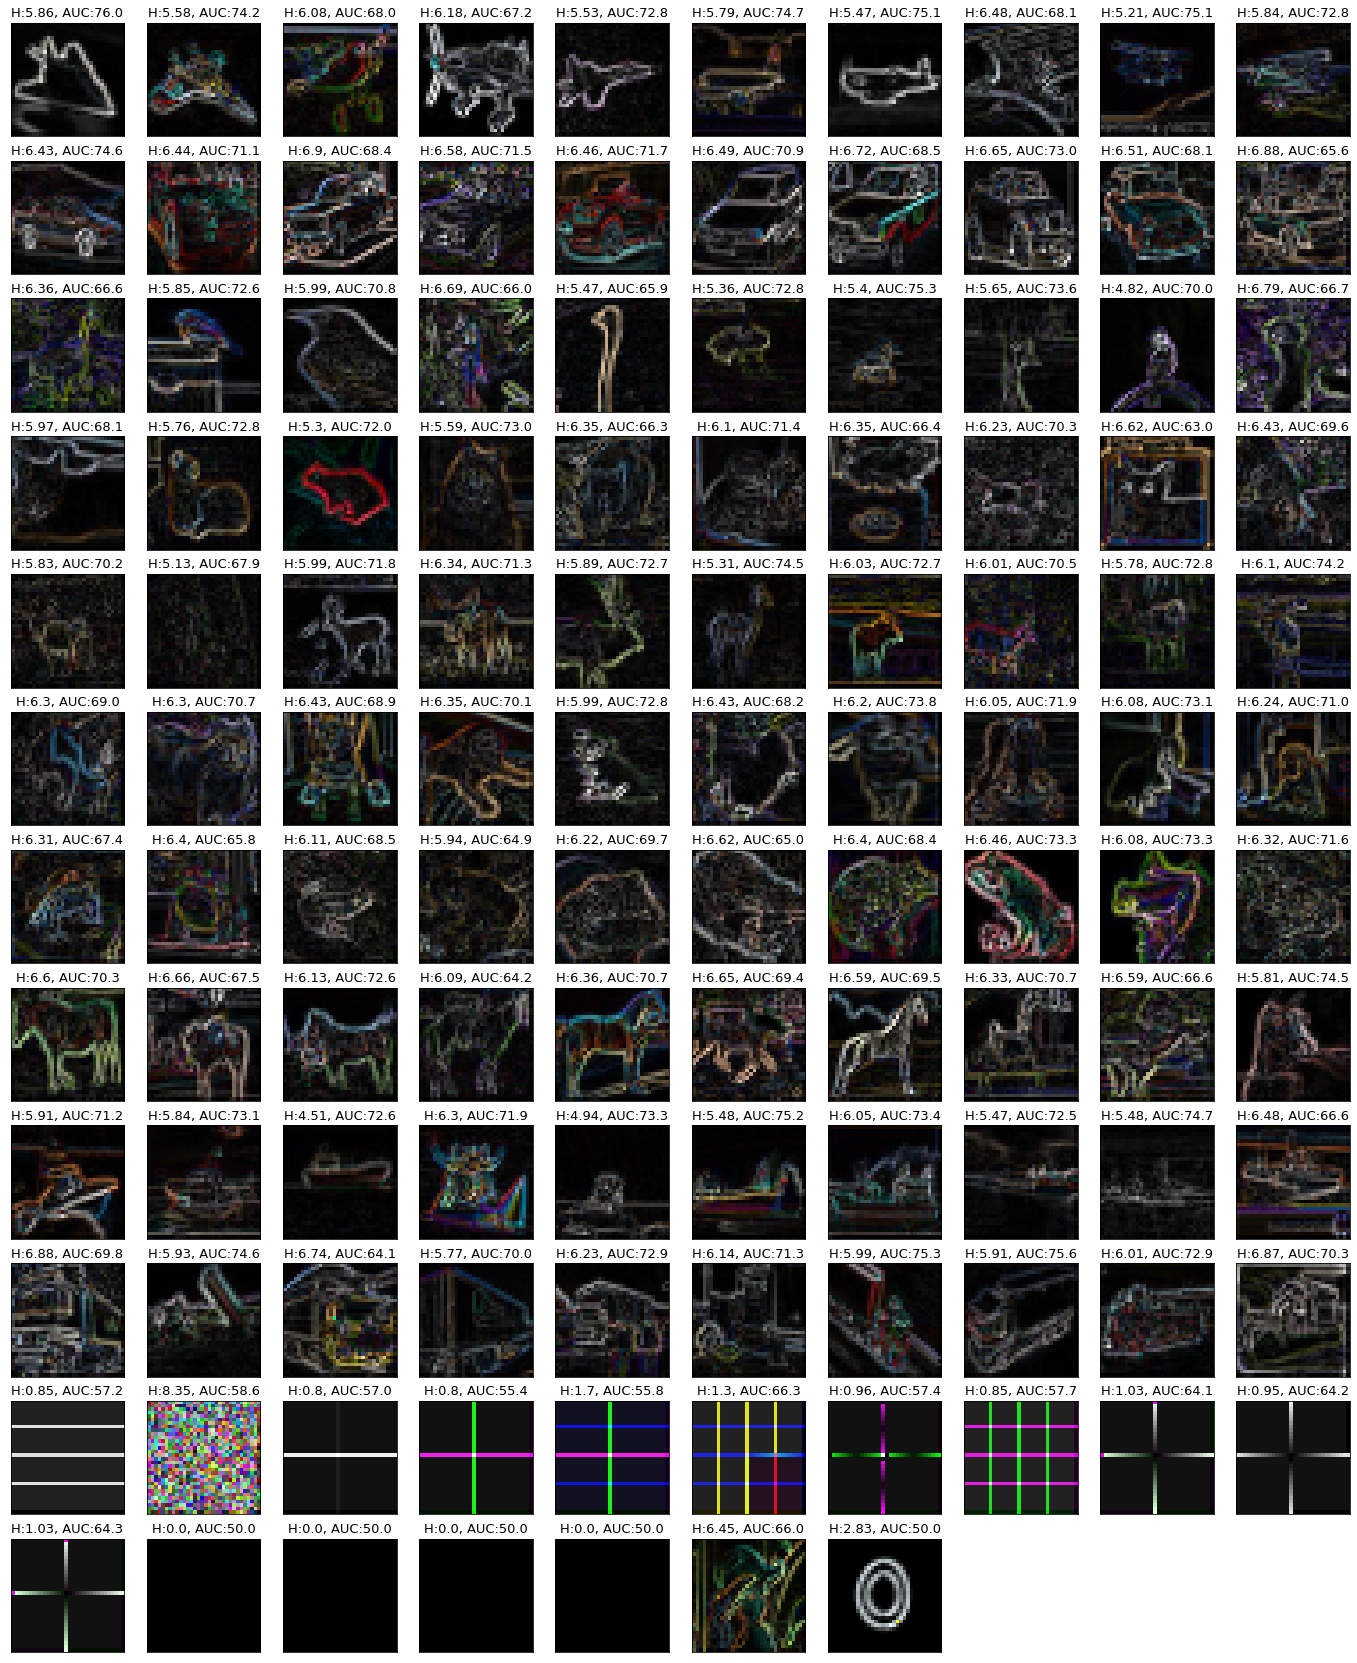 H:5.86, AUC:76.0 H:5.58, AUC:74.2 H:6.08, AUC:68.0 H:6.18, AUC:67.2 H:5.53, AUC:72.8 H:5.79, AUC:74.7 H:5.47, AUC:75.1 H:6.48, AUC:68.1 H:5.21, AUC:75.1 H:5.84, AUC:72.8
H:6.43, AUC:74.6 H:6.44, AUC:71.1 H:6.9, AUC:68.4 H:6.58, AUC:71.5 H:6.46, AUC:71.7 H:6.49, AUC:70.9 H:6.72, AUC:68.5 H:6.65, AUC:73.0 H:6.51, AUC:68.1 H:6.88, AUC:65.6
H:6.36, AUC:66.6 H:5.85, AUC:72.6 H:5.99, AUC:70.8 H:6.69, AUC:66.0 H:5.47, AUC:65.9 H:5.36, AUC:72.8 H:5.4, AUC:75.3 H:5.65, AUC:73.6 H:4.82, AUC:70.0 H:6.79, AUC:66.7
H:5.97, AUC:68.1 H:5.76, AUC:72.8 H:5.3, AUC:72.0 H:5.59, AUC:73.0 H:6.35, AUC:66.3 H:6.1, AUC:71.4 H:6.35, AUC:66.4 H:6.23, AUC:70.3 H:6.62, AUC:63.0 H:6.43, AUC:69.6
H:5.83, AUC:70.2 H:5.13, AUC:67.9 H:5.99, AUC:71.8 H:6.34, AUC:71.3 H:5.89, AUC:72.7 H:5.31, AUC:74.5 H:6.03, AUC:72.7 H:6.01, AUC:70.5 H:5.78, AUC:72.8 H:6.1, AUC:74.2
H:6.3, AUC:69.0 H:6.3, AUC:70.7 H:6.43, AUC:68.9 H:6.35, AUC:70.1 H:5.99, AUC:72.8 H:6.43, AUC:68.2 H:6.2, AUC:73.8 H:6.05, AUC:71.9 H:6.08, AUC:73.1 H:6.24, AUC:71.0
H:6.31, AUC:67.4 H:6.4, AUC:65.8 H:6.11, AUC:68.5 H:5.94, AUC:64.9 H:6.22, AUC:69.7 H:6.62, AUC:65.0 H:6.4, AUC:68.4 H:6.46, AUC:73.3 H:6.08, AUC:73.3 H:6.32, AUC:71.6
H:6.6, AUC:70.3 H:6.66, AUC:67.5 H:6.13, AUC:72.6 H:6.09, AUC:64.2 H:6.36, AUC:70.7 H:6.65, AUC:69.4 H:6.59, AUC:69.5 H:6.33, AUC:70.7 H:6.59, AUC:66.6 H:5.81, AUC:74.5
H:5.91, AUC:71.2 H:5.84, AUC:73.1 H:4.51, AUC:72.6 H:6.3, AUC:71.9 H:4.94, AUC:73.3 H:5.48, AUC:75.2 H:6.05, AUC:73.4 H:5.47, AUC:72.5 H:5.48, AUC:74.7 H:6.48, AUC:66.6
H:6.88, AUC:69.8 H:5.93, AUC:74.6 H:6.74, AUC:64.1 H:5.77, AUC:70.0 H:6.23, AUC:72.9 H:6.14, AUC:71.3 H:5.99, AUC:75.3 H:5.91, AUC:75.6 H:6.01, AUC:72.9 H:6.87, AUC:70.3
H:0.85, AUC:57.2 H:8.35, AUC:58.6 H:0.8, AUC:57.0 H:0.8, AUC:55.4 H:1.7, AUC:55.8 H:1.3, AUC:66.3 H:0.96, AUC:57.4 H:0.85, AUC:57.7 H:1.03, AUC:64.1 H:0.95, AUC:64.2
H:1.03, AUC:64.3 H:0.0, AUC:50.0 H:0.0, AUC:50.0 H:0.0, AUC:50.0 H:0.0, AUC:50.0 H:6.45, AUC:66.0 H:2.83, AUC:50.0